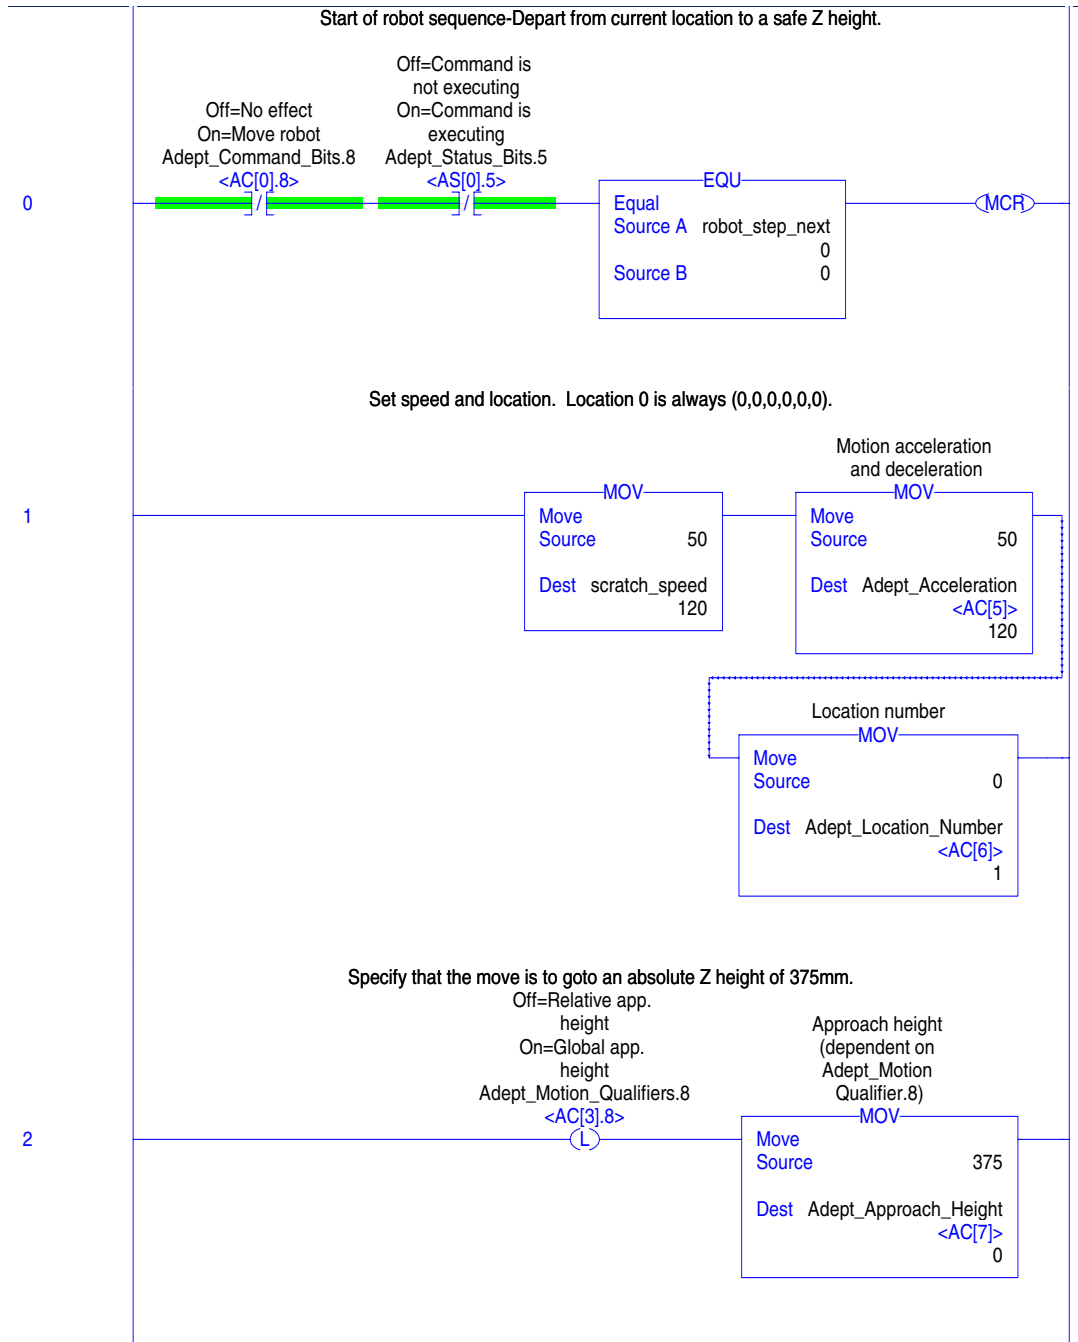 Start of robot sequence-Depart from current location to a safe Z height.
Off=No effect
On=Move robot
Adept_Command_Bits.8
<AC[0].8>
Off=Command is
not executing
On=Command is
executing
Adept_Status_Bits.5
<AS[0].5>
0
/
/
EQU
Equal
Source A robot_step_next
0
Source B 0
MCR
Set speed and location. Location 0 is always (0,0,0,0,0,0).
1
MOV
Move
Source 50
Dest scratch_speed
120
Motion acceleration
and deceleration
MOV
Move
Source 50
Dest Adept_Acceleration
<AC[5]>
120
Location number
MOV
Move
Source 0
Dest Adept_Location_Number
<AC[6]>
1
Specify that the move is to goto an absolute Z height of 375mm.
2
Off=Relative app.
height
On=Global app.
height
Adept_Motion_Qualifiers.8
<AC[3].8>
L
Approach height
(dependent on
Adept_Motion
Qualifier.8)
MOV
Move
Source 375
Dest Adept_Approach_Height
<AC[7]>
0